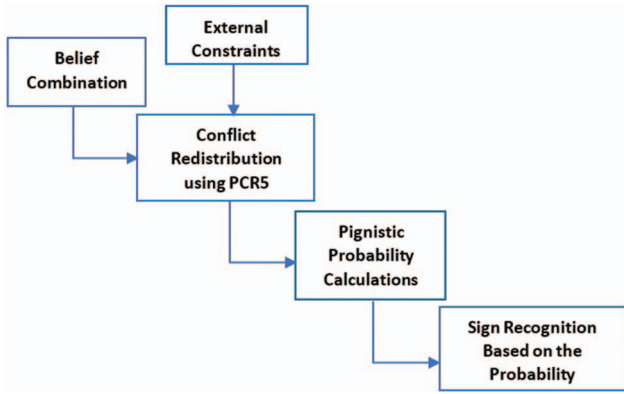 External
Constraints
Belief
Combination
Conflict
Redistribution
using PCR5
Pignistic
Probability
Calculations
Sign Recognition
Based on the
Probability